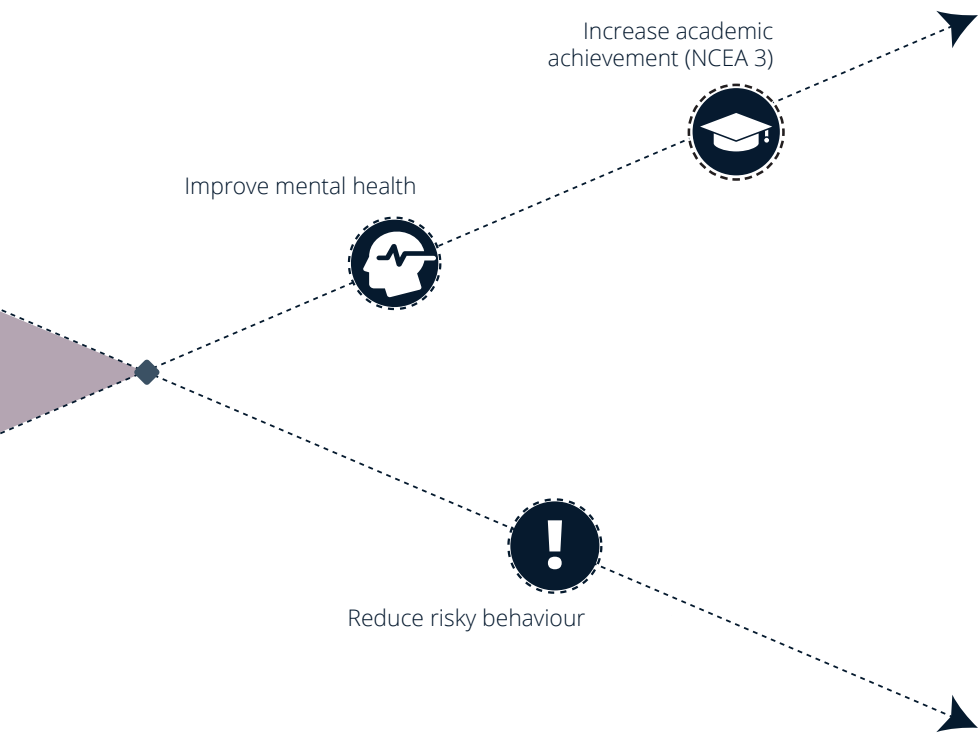 Increase academic
achievement (NCEA 3)
Improve mental health
Reduce risky behaviour